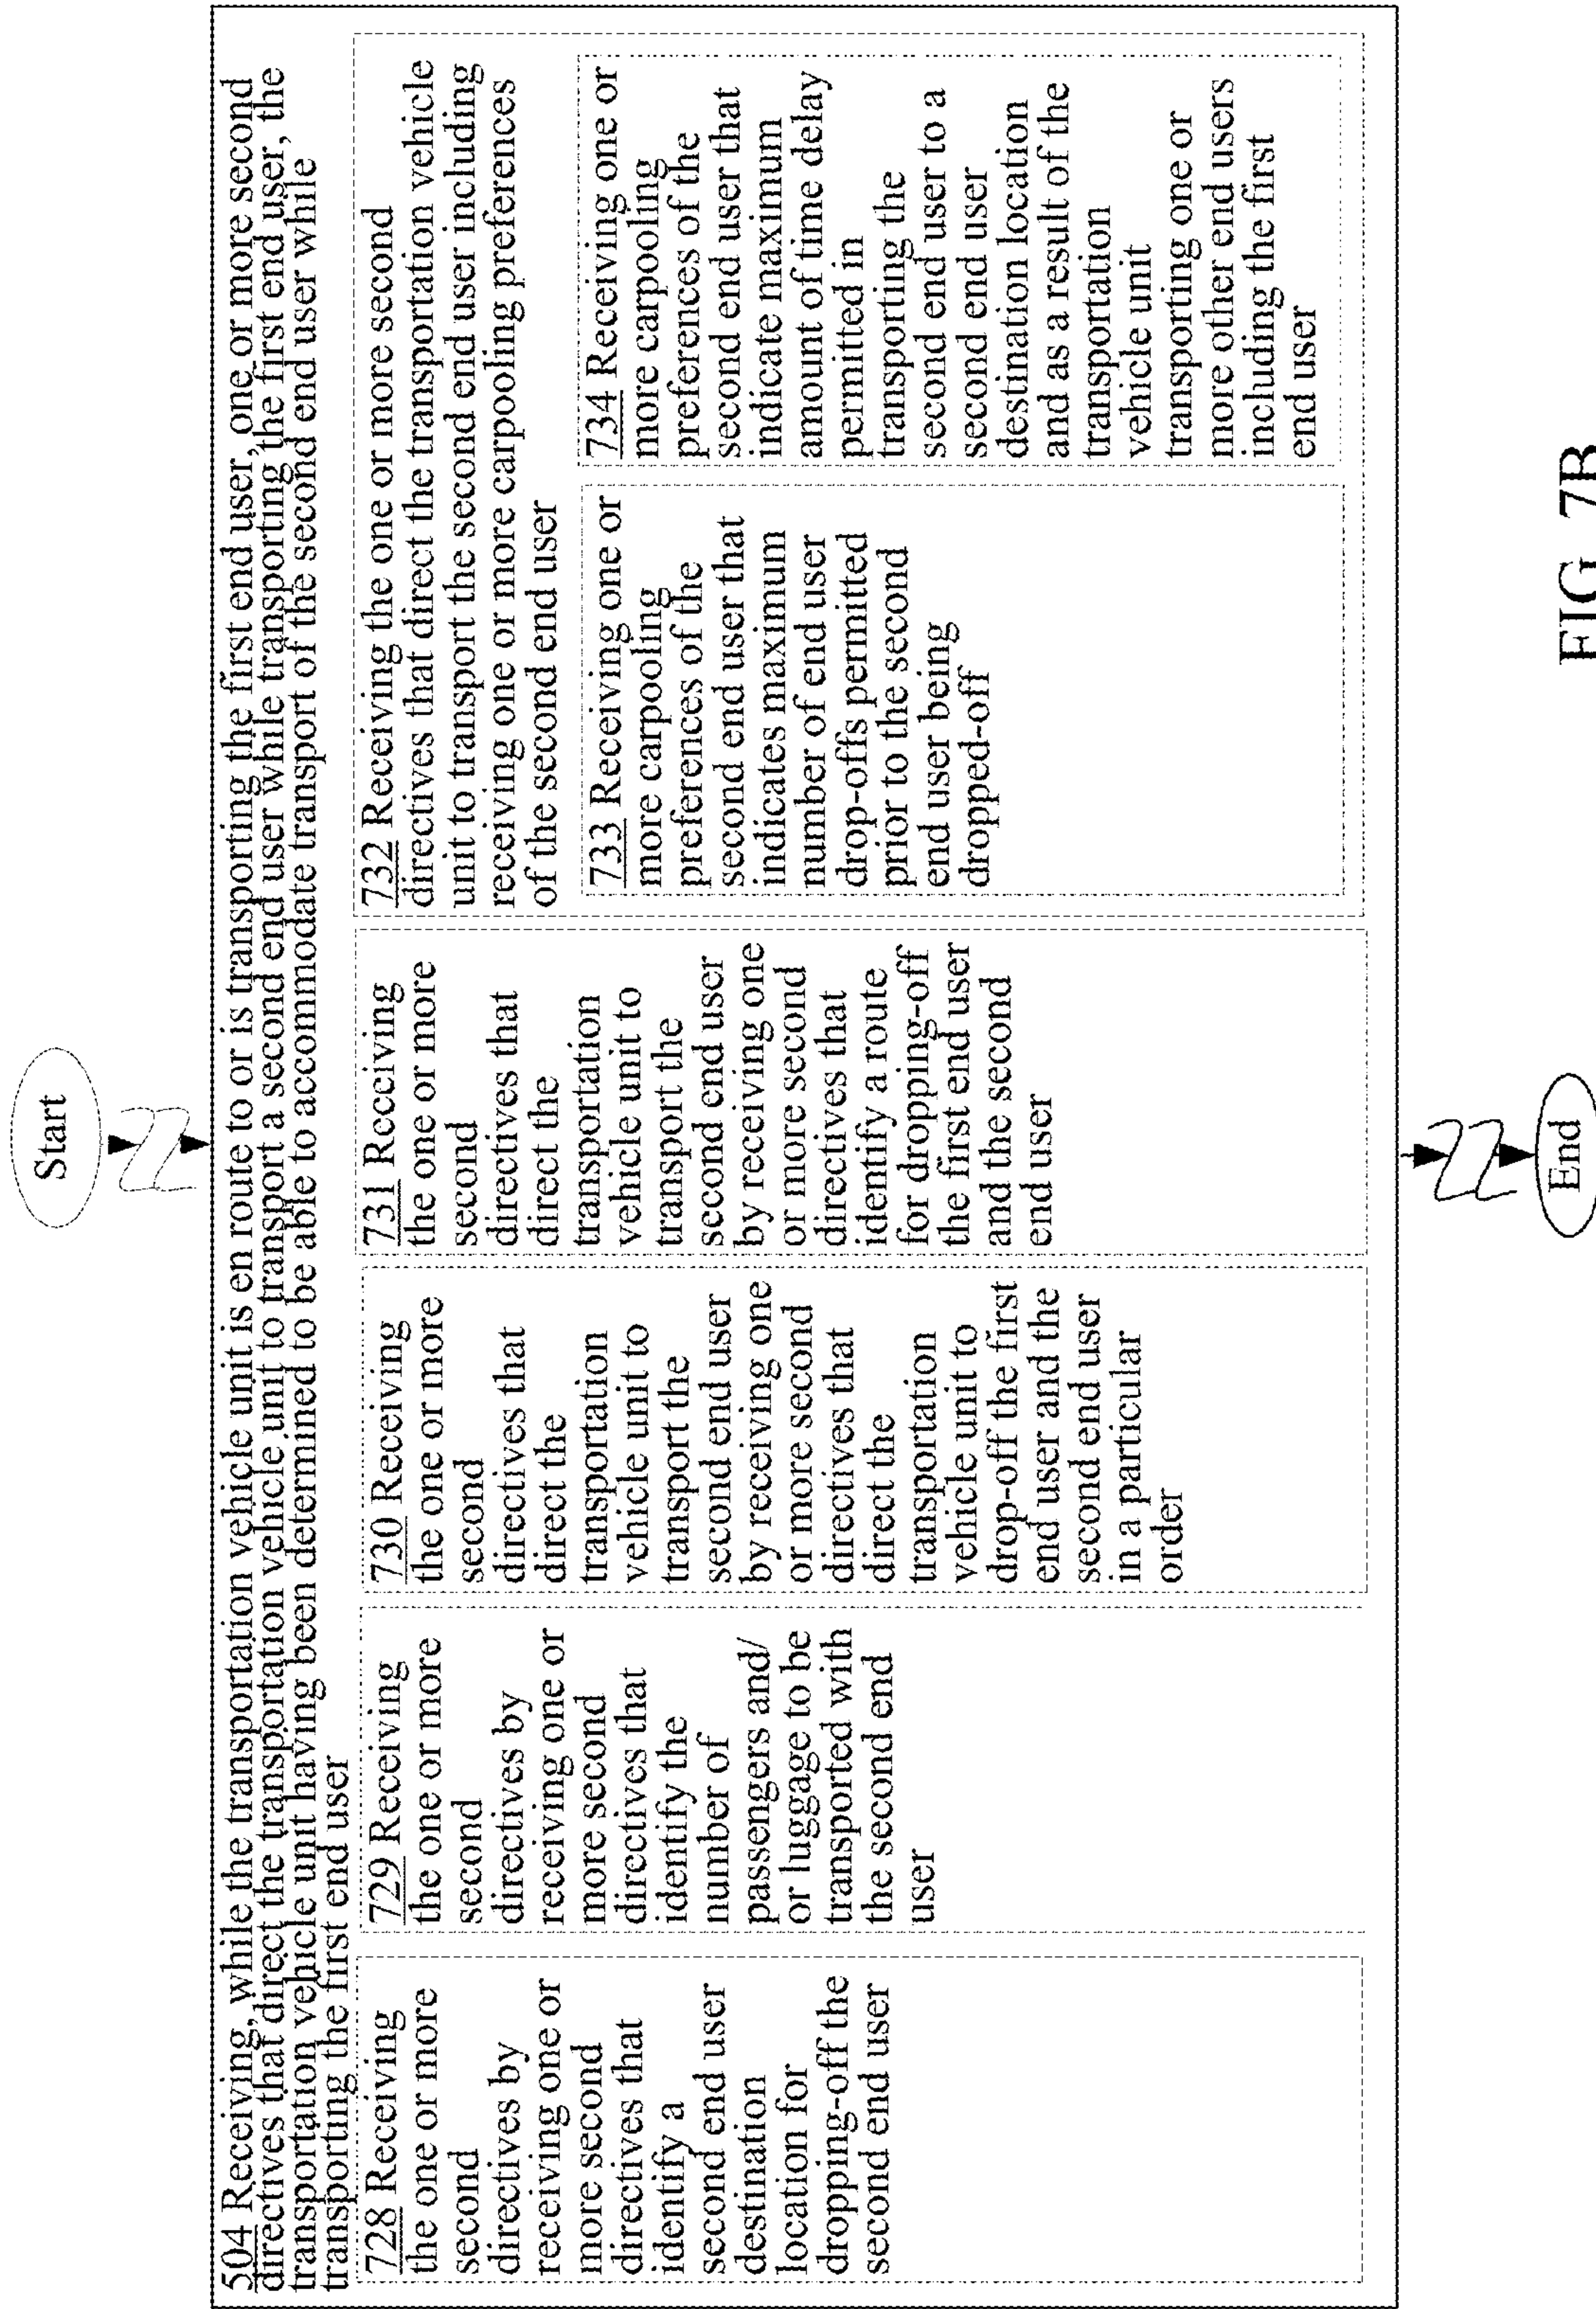 Start
504 Receiving, while the transportation vehicle unit is en route to or is transporting the first end user, one or more second
directives that direct the transportation vehicle unit to transport a second end user while transporting the first end user, the
transportation vehicle unit having been determined to be able to accommodate transport of the second end user while
transporting the first end user
728 Receiving
the one or more
second
directives by
receiving one or
more second
directives that
identify a
second end user
destination
location for
dropping-off the
second end user
729 Receiving
the one or more
second
directives by
receiving one or
more second
directives that
identify the
number of
passengers and/
or luggage to be
transported with
the second end
user
730 Receiving
the one or more
second
directives that
direct the
transportation
vehicle unit to
transport the
second end user
by receiving one
or more second
directives that
direct the
transportation
vehicle unit to
drop-off the first
end user and the
second end user
in a particular
order
731 Receiving
the one or more
second
directives that
direct the
transportation
vehicle unit to
transport the
second end user
by receiving one
or more second
directives that
identify a route
for dropping-off
the first end user
and the second
end user
732 Receiving the one or more second
directives that direct the transportation vehicle
unit to transport the second end user including
receiving one or more carpooling preferences
of the second end user
733 Receiving one or
more carpooling
preferences of the
second end user that
indicates maximum
number of end user
drop-offs permitted
prior to the second
end user being
dropped-off
734 Receiving one or
more carpooling
preferences of the
second end user that
indicate maximum
amount of time delay
permitted in
transporting the
second end user to a
second end user
destination location
and as a result of the
transportation
vehicle unit
transporting one or
more other end users
including the first
end user
End
FIG. 7B